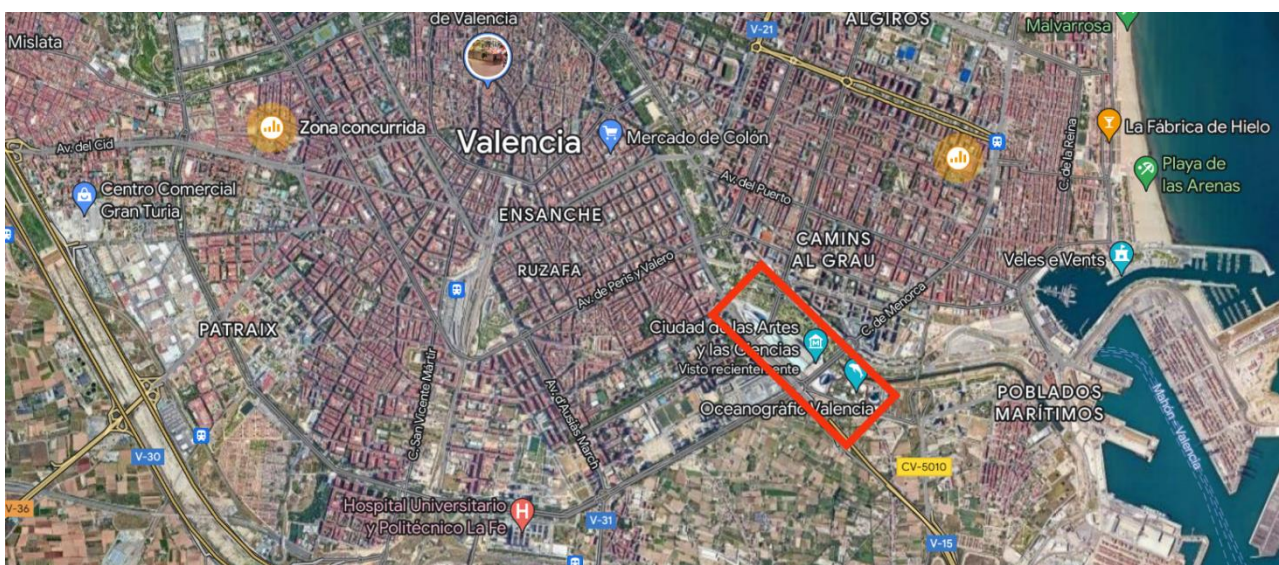 de Valencia
ALGIROS
Malvarrosa
Mislata
V-21
Zona concurrida
Valencia
Mercado de Colón
La Fábrica de Hielo
Av. del Cid
C. de la Reina
Playa de
las Arenas
Centro Comercial
Gran Turia
Av. del Puerto
ENSANCHE
CAMINS
AL GRAU
Veles e Vents
RUZAFA
Av. de Peris y Valero
C. de Menorca
PATRAIX
Ciudad de las Artes
y las Ciencias
Visto recientemente
C. San Vicente Mártir
Av. d'Ausiàs March
Oceanogràfic Valencia
POBLADOS
MARÍTIMOS
Mahón - Valencia
V-30
CV-5010
V-36
Hospital Universitario
y Politécnico La Fe
H
V-31
V-15